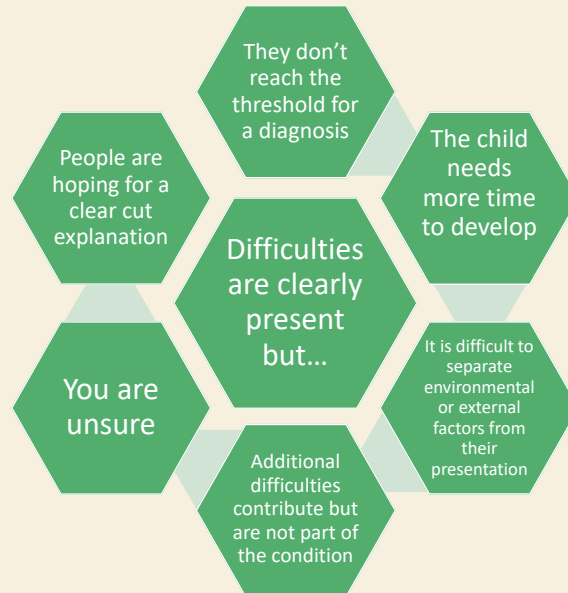 They don’t
reach the
threshold for
a diagnosis
The child
needs
more time
to develop
It is difficult to
separate
environmental
or external
factors from
their
presentation
Additional
difficulties
contribute but
are not part of
the condition
You are
unsure
People are
hoping for a
clear cut
explanation
Difficulties
are clearly
present
but…